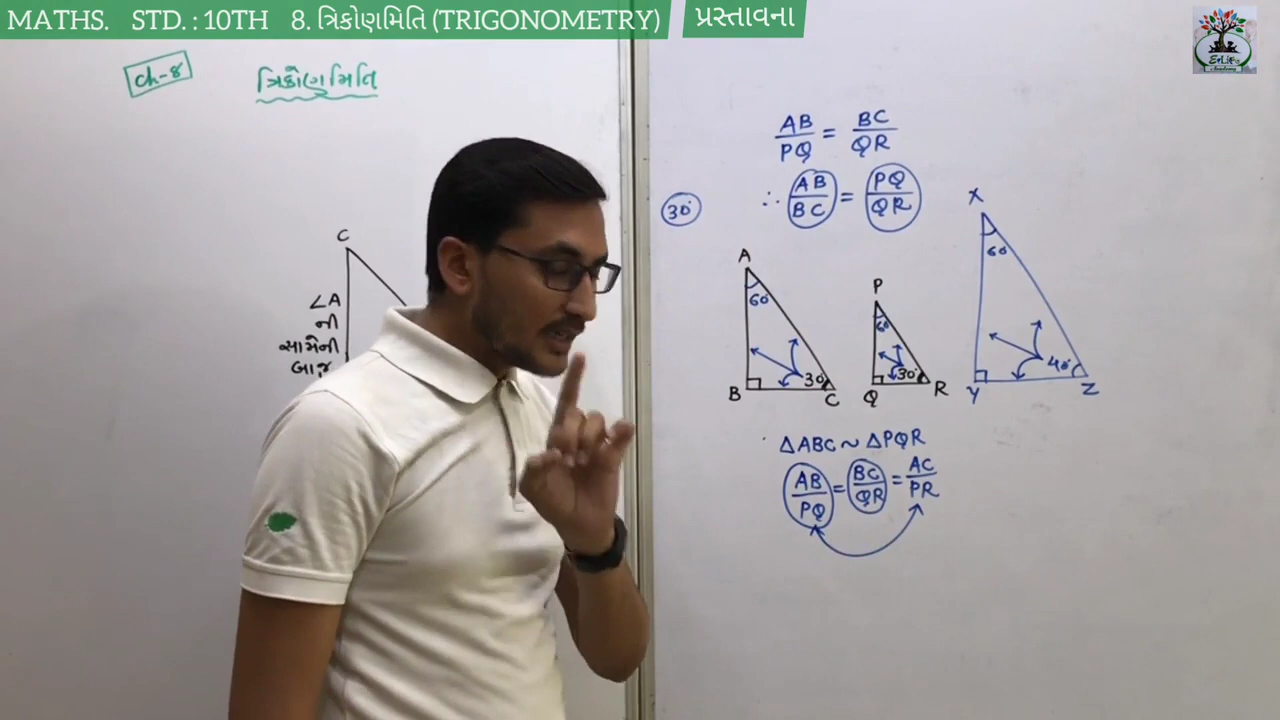 MATHS. STD. : 10TH 8. ત્રિકોણમિતિ (TRIGONOMETRY) પ્રસ્તાવના
Ch-8
ત્રિકોણમિતિ
C
∠A
ની
સામેની
બાજુ
AB/PQ = BC/QR
30°
∴ AB/BC = PQ/QR
A
60°
30°
B
C
P
60°
30°
Q
R
X
60°
40°
Y
Z
ΔABC ~ ΔPQR
AB/PQ = BC/QR = AC/PR